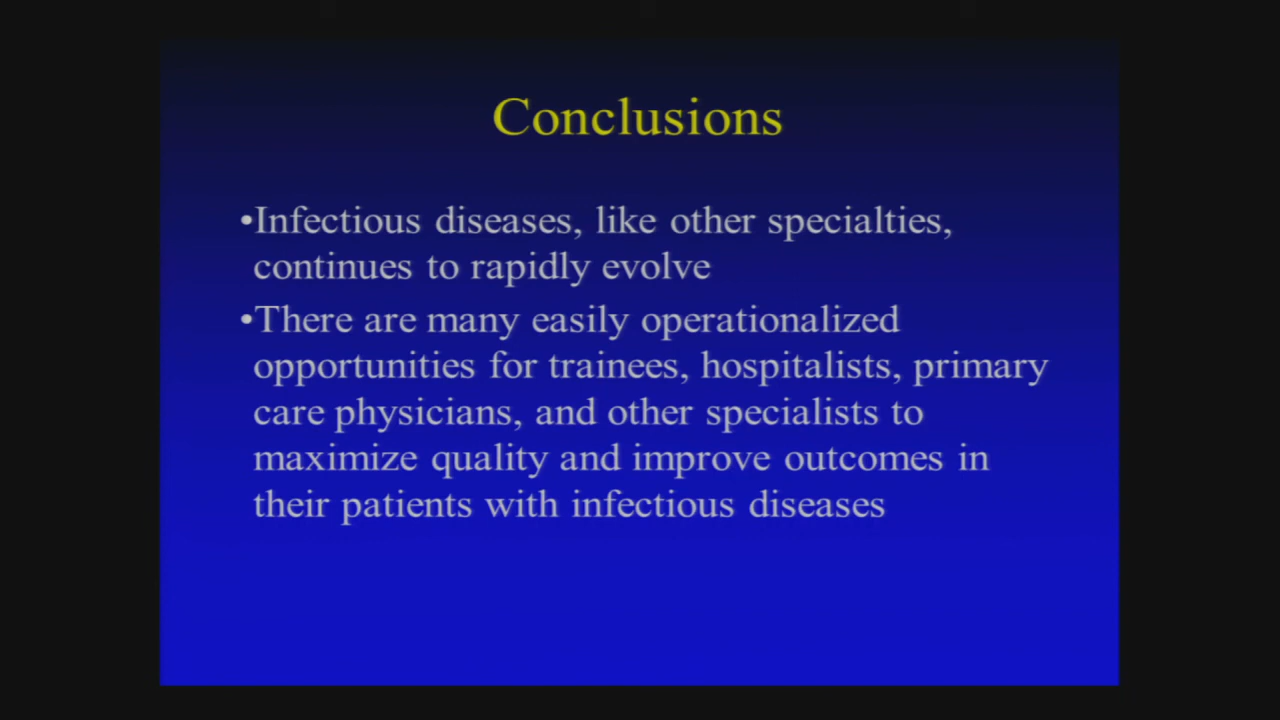 Conclusions
•Infectious diseases, like other specialties,
continues to rapidly evolve
•There are many easily operationalized
opportunities for trainees, hospitalists, primary
care physicians, and other specialists to
maximize quality and improve outcomes in
their patients with infectious diseases